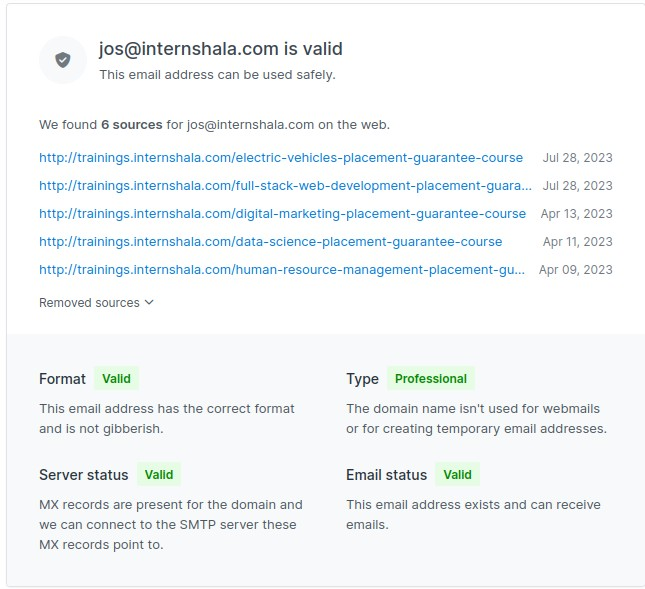 jos@internshala.com is valid
This email address can be used safely.
We found 6 sources for jos@internshala.com on the web.
http://trainings.internshala.com/electric-vehicles-placement-guarantee-course Jul 28, 2023
http://trainings.internshala.com/full-stack-web-development-placement-guara... Jul 28, 2023
http://trainings.internshala.com/digital-marketing-placement-guarantee-course Apr 13, 2023
http://trainings.internshala.com/data-science-placement-guarantee-course Apr 11, 2023
http://trainings.internshala.com/human-resource-management-placement-gu... Apr 09, 2023
Removed sources
Format Valid
This email address has the correct format
and is not gibberish.
Type Professional
The domain name isn't used for webmails
or for creating temporary email addresses.
Server status Valid
MX records are present for the domain and
we can connect to the SMTP server these
MX records point to.
Email status Valid
This email address exists and can receive
emails.